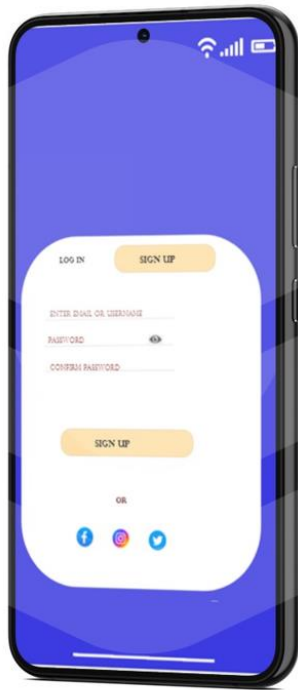 LOG IN SIGN UP
ENTER EMAIL OR USERNAME
PASSWORD
CONFIRM PASSWORD
SIGN UP
OR